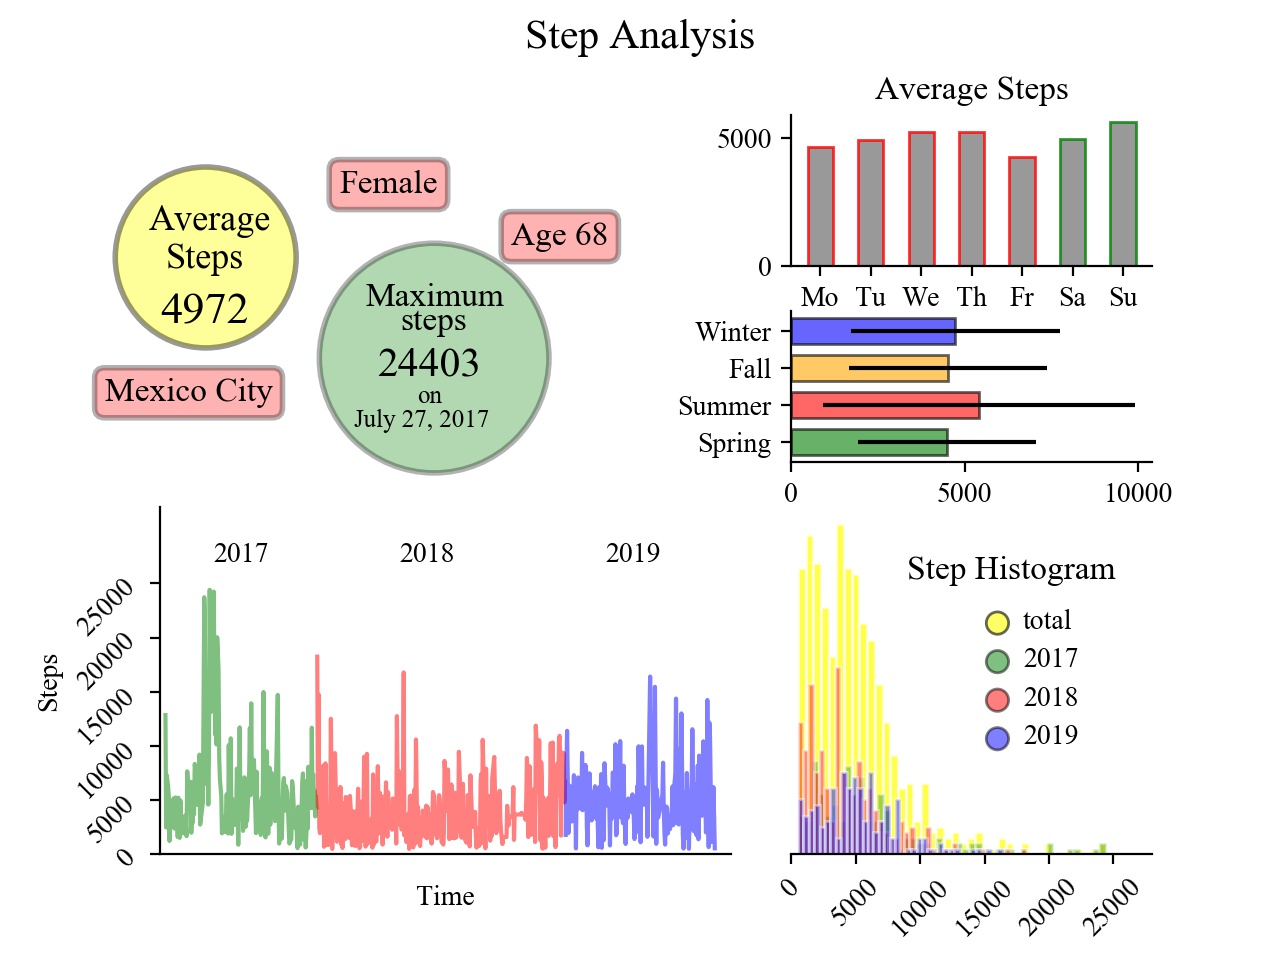 Step Analysis
Average
Steps
4972
Female
Age 68
Maximum
steps
24403
on
July 27, 2017
Mexico City
Average Steps
5000
0
Mo Tu We Th Fr Sa Su
Winter
Fall
Summer
Spring
0 5000 10000
2017 2018 2019
25000
20000
15000
10000
5000
0
Steps
Time
Step Histogram
total
2017
2018
2019
0 5000 10000 15000 20000 25000